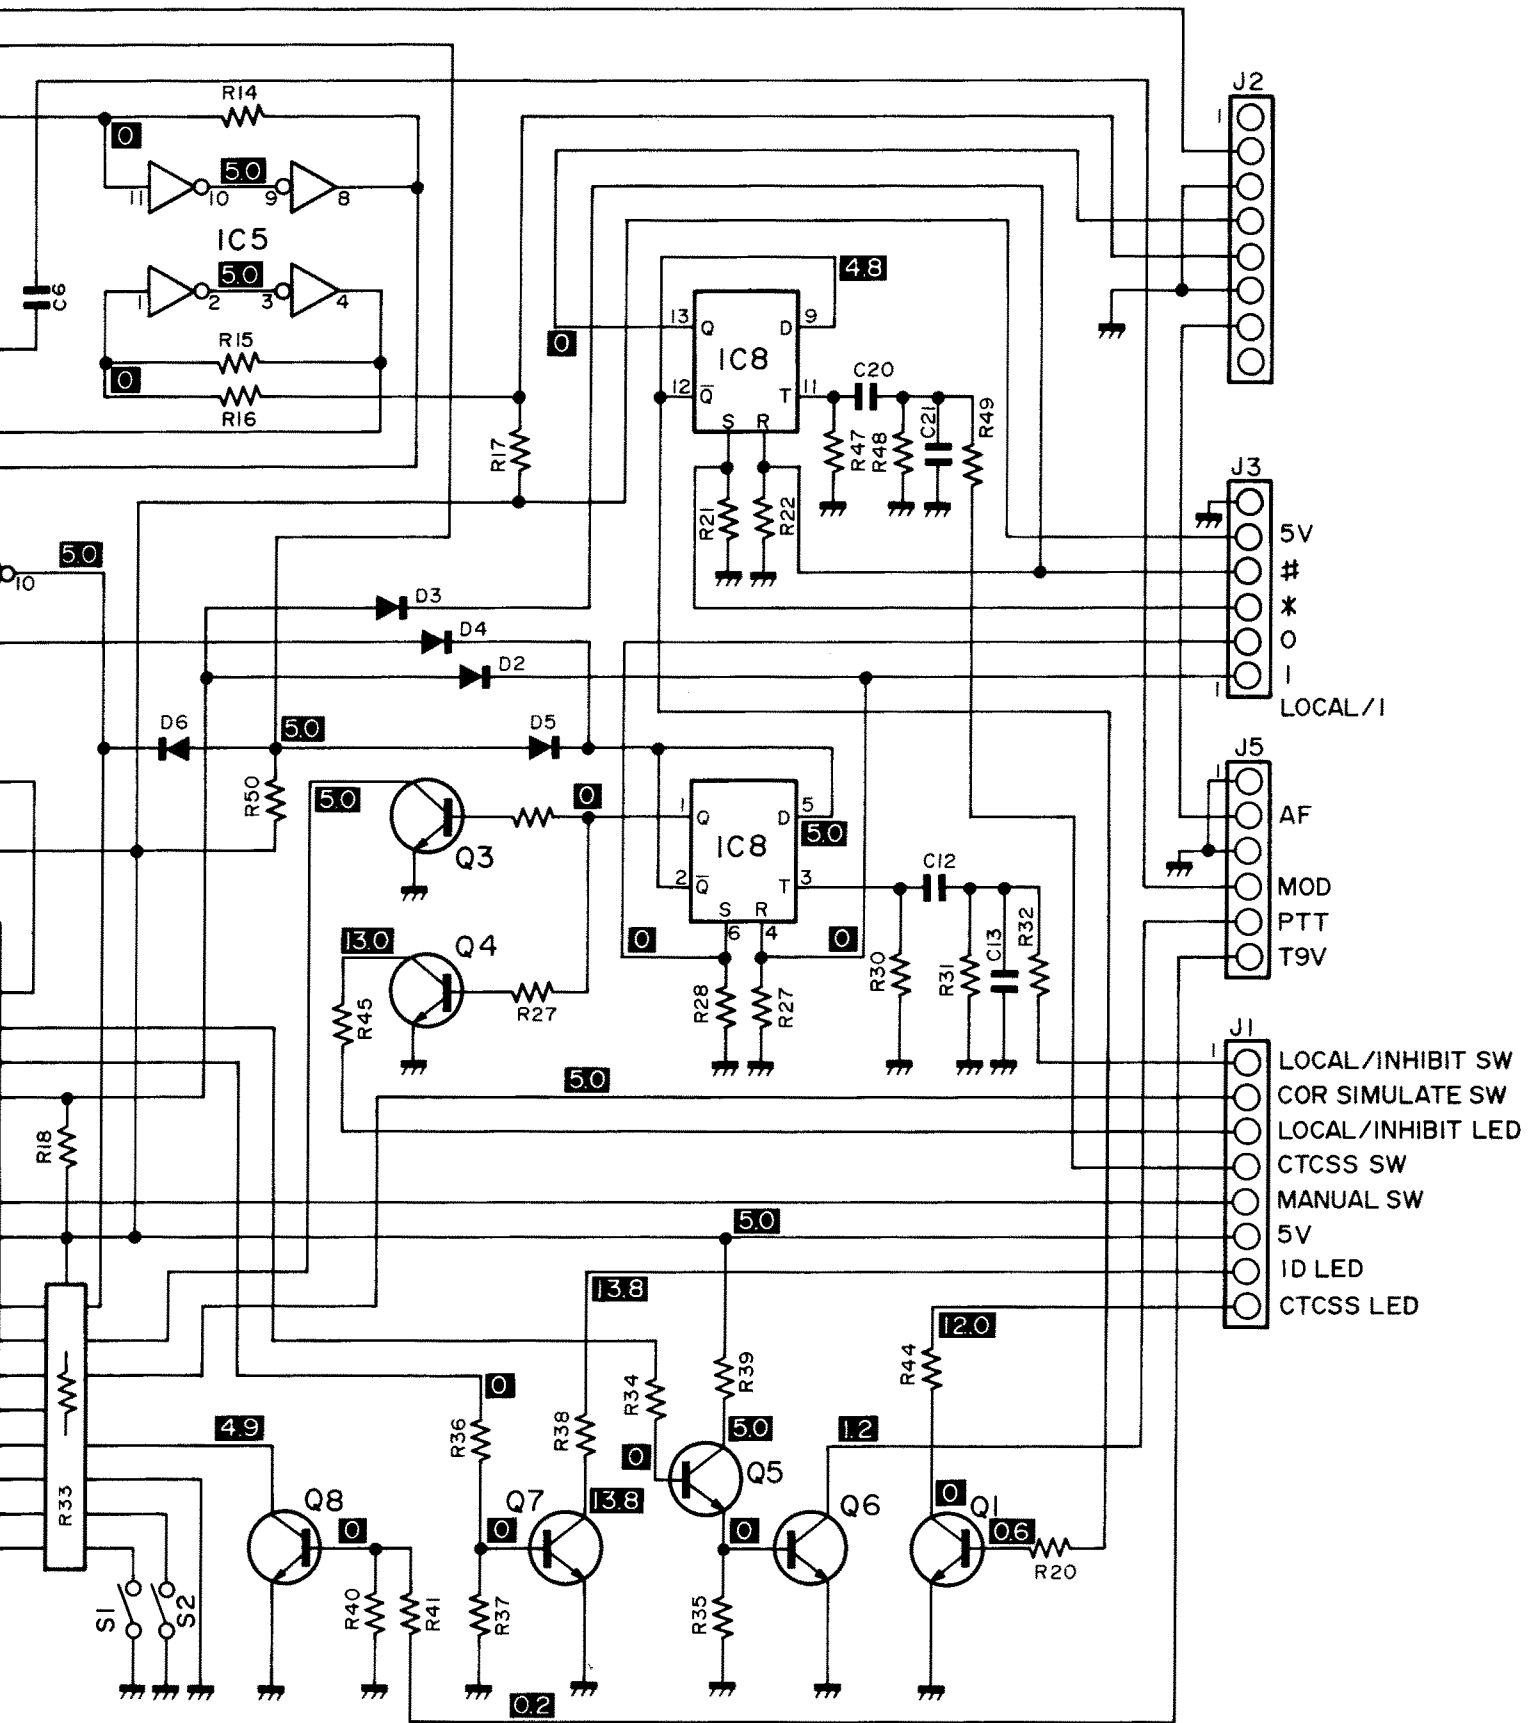 J2
R14
1
0
5.0
11
10
9
8
IC5
5.0
4.8
1
2
3
4
C6
13
Q
D
9
R15
0
IC8
0
C20
12
Q̅
T
11
R16
S
R
R17
R47
R48
C21
R49
J3
R21
R22
5V
5.0
10
#
D3
*
D4
0
D2
1
1
LOCAL/1
D6
5.0
D5
J5
1
R50
5.0
0
1
Q
D
5
AF
5.0
IC8
Q3
C12
2
Q̅
T
3
MOD
S
R
13.0
Q4
0
6
4
0
PTT
R30
R31
C13
R32
T9V
R45
R27
R28
R27
J1
1
LOCAL/INHIBIT SW
5.0
COR SIMULATE SW
R18
LOCAL/INHIBIT LED
CTCSS SW
MANUAL SW
5.0
5V
ID LED
13.8
CTCSS LED
12.0
R39
R44
0
R34
4.9
R36
R38
5.0
1.2
0
Q5
R33
Q8
Q7
13.8
Q6
0
Q1
0
0
0
0.6
R20
S1
S2
R40
R41
R37
R35
0.2